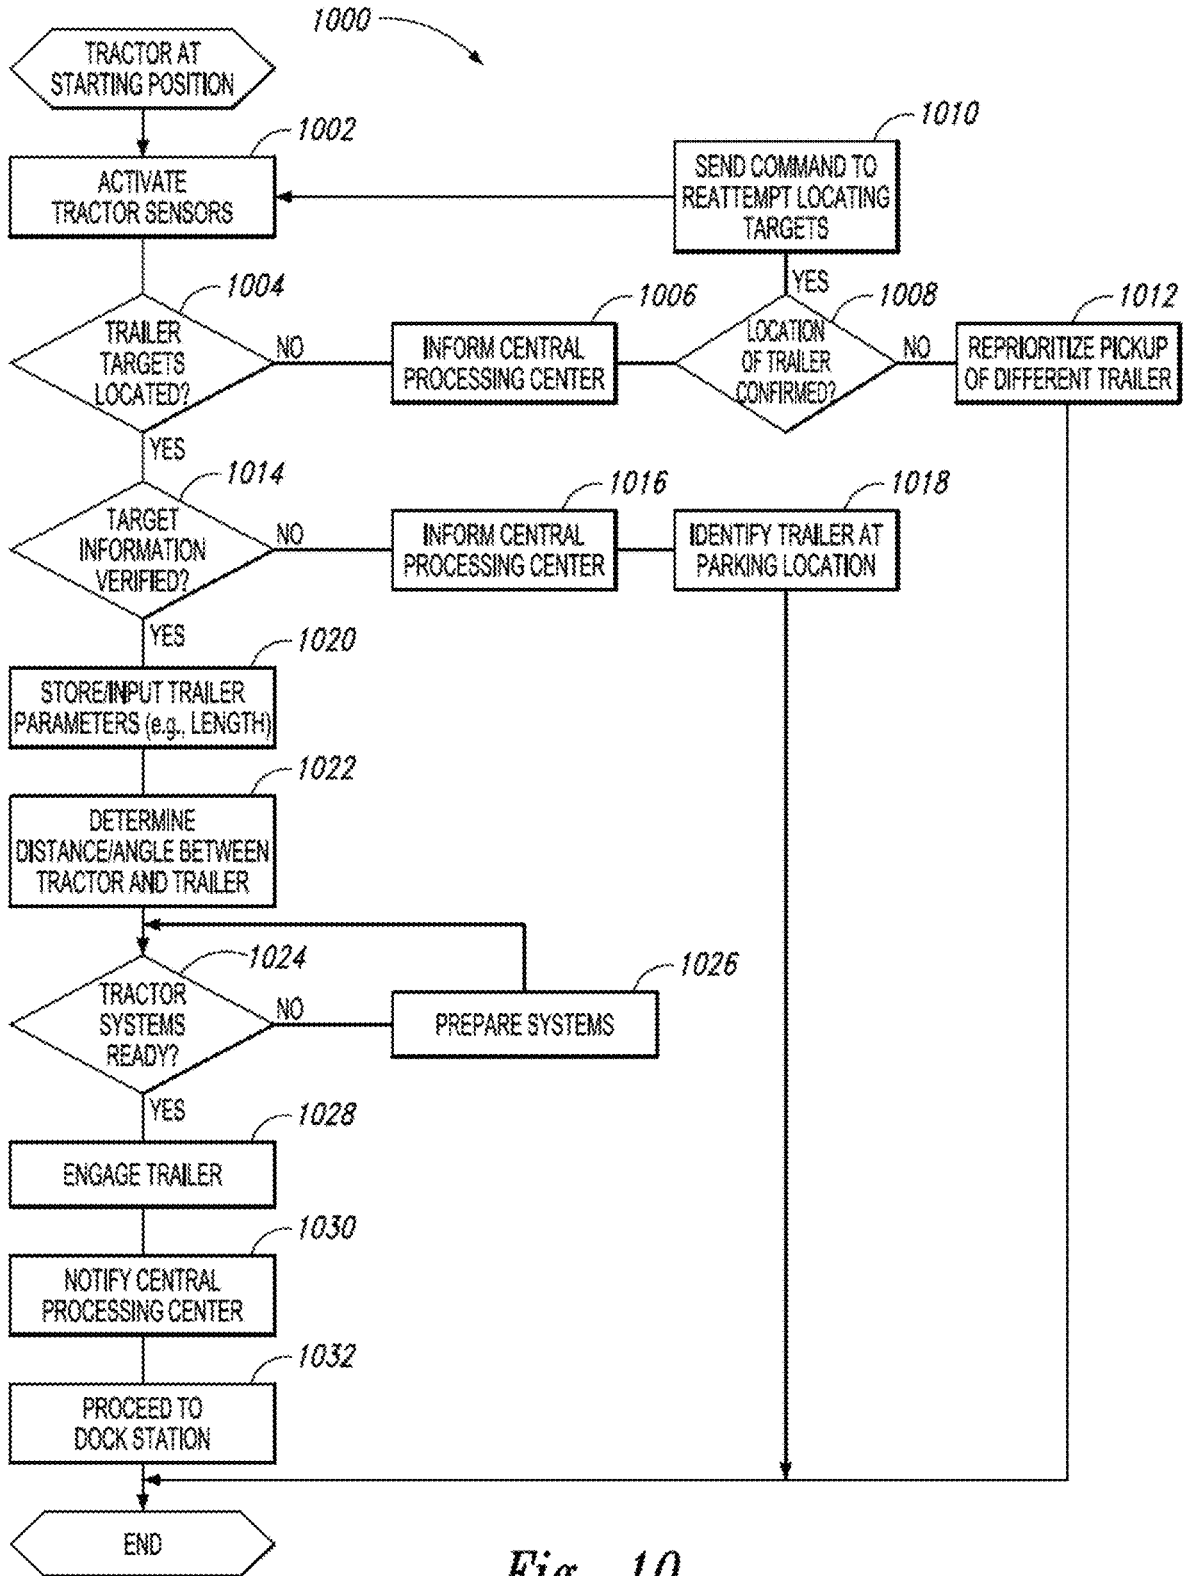 1000
TRACTOR AT
STARTING POSITION
1002
ACTIVATE
TRACTOR SENSORS
1010
SEND COMMAND TO
REATTEMPT LOCATING
TARGETS
YES
1004
TRAILER
TARGETS
LOCATED?
NO
1006
INFORM CENTRAL
PROCESSING CENTER
1008
LOCATION
OF TRAILER
CONFIRMED?
NO
1012
REPRIORITIZE PICKUP
OF DIFFERENT TRAILER
YES
1014
TARGET
INFORMATION
VERIFIED?
NO
1016
INFORM CENTRAL
PROCESSING CENTER
1018
IDENTIFY TRAILER AT
PARKING LOCATION
YES
1020
STORE/INPUT TRAILER
PARAMETERS (e.g., LENGTH)
1022
DETERMINE
DISTANCE/ANGLE BETWEEN
TRACTOR AND TRAILER
1024
TRACTOR
SYSTEMS
READY?
NO
1026
PREPARE SYSTEMS
YES
1028
ENGAGE TRAILER
1030
NOTIFY CENTRAL
PROCESSING CENTER
1032
PROCEED TO
DOCK STATION
END
Fig. 10